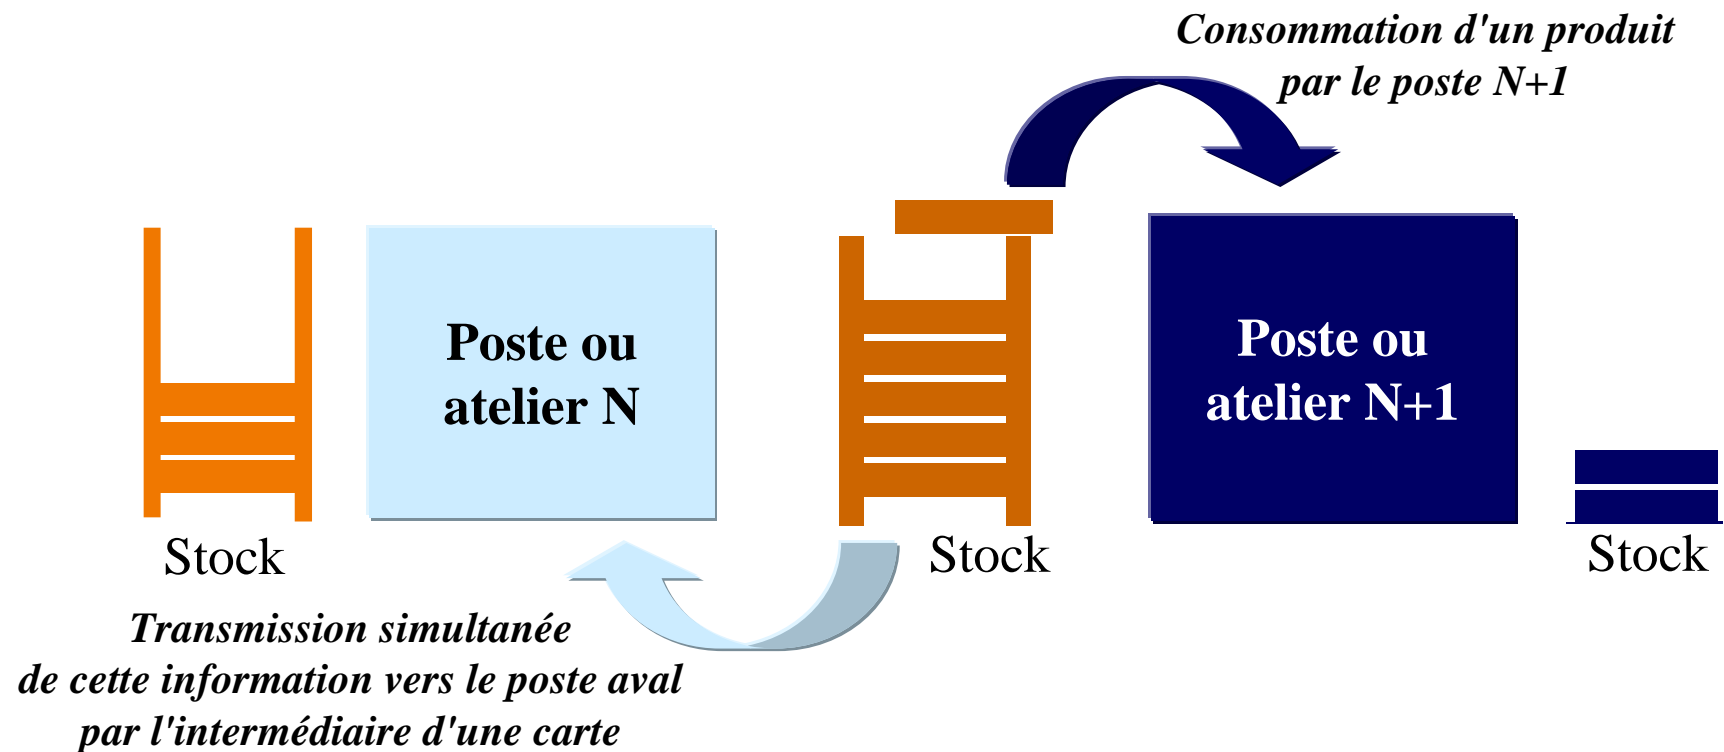 Consommation d'un produit
par le poste N+1
Poste ou
atelier N
Poste ou
atelier N+1
Stock
Stock
Stock
Transmission simultanée
de cette information vers le poste aval
par l'intermédiaire d'une carte